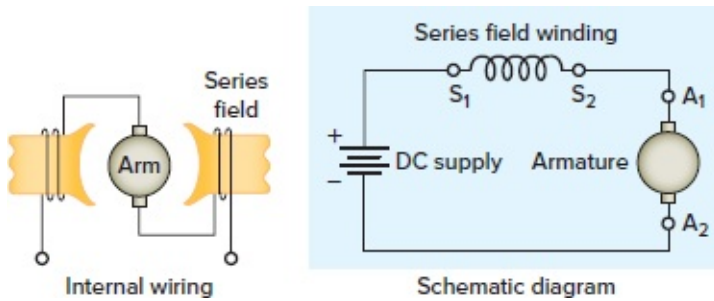 Series
field
Arm
Internal wiring
Series field winding
S₁
S₂
A₁
+
DC supply
Armature
−
A₂
Schematic diagram